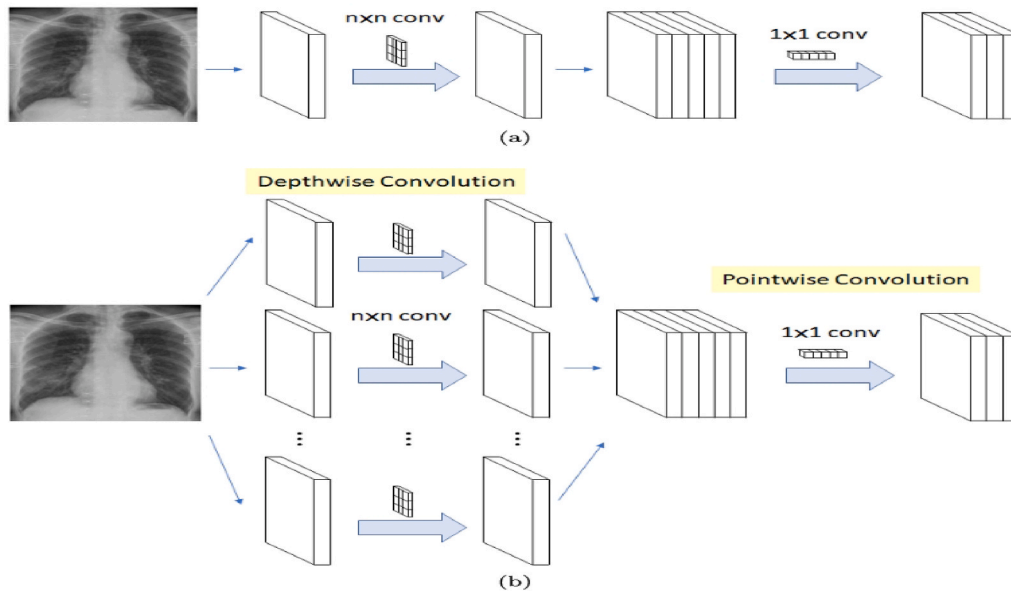 nxn conv
1x1 conv
(a)
Depthwise Convolution
nxn conv
Pointwise Convolution
1x1 conv
(b)